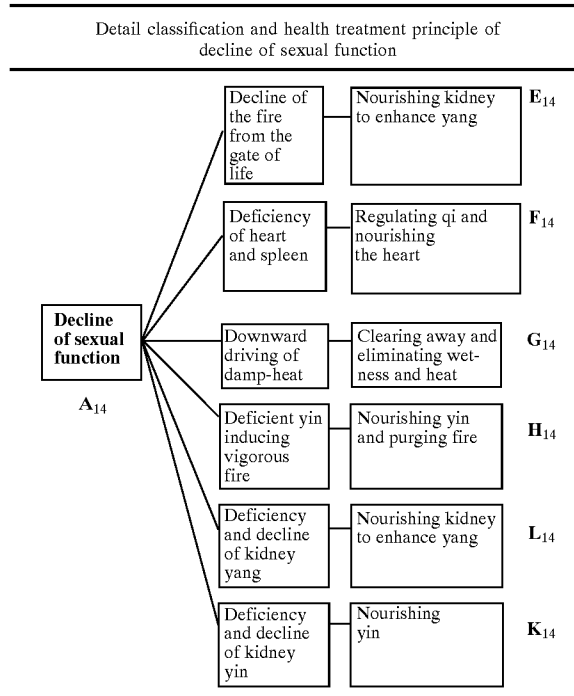 Detail classification and health treatment principle of
decline of sexual function
Decline of
the fire
from the
gate of
life
Nourishing kidney
to enhance yang
E14
Deficiency
of heart
and spleen
Regulating qi and
nourishing
the heart
F14
Decline
of sexual
function
A14
Downward
driving of
damp-heat
Clearing away and
eliminating wet-
ness and heat
G14
Deficient yin
inducing
vigorous
fire
Nourishing yin
and purging fire
H14
Deficiency
and decline
of kidney
yang
Nourishing kidney
to enhance yang
L14
Deficiency
and decline
of kidney
yin
Nourishing
yin
K14